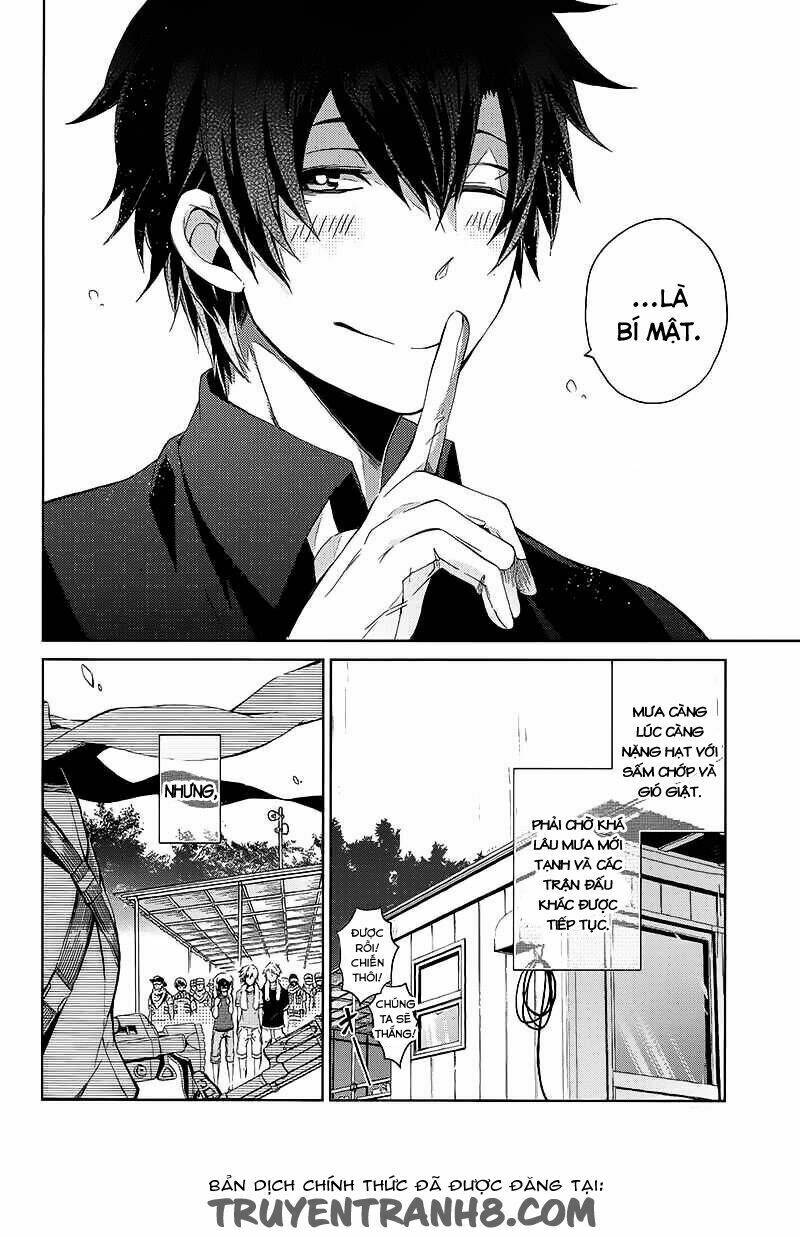 ...LÀ
BÍ MẬT.
MƯA CÀNG
LÚC CÀNG
NẶNG HẠT VỚI
SẤM CHỚP VÀ
GIÓ GIẬT.
PHẢI CHỜ KHÁ
LÂU MƯA MỚI
TẠNH VÀ CÁC
TRẬN ĐẤU
KHÁC ĐƯỢC
TIẾP TỤC.
ĐƯỢC
RỒI!
CHIẾN
THÔI!
CHÚNG
TA SẼ
THẮNG!
NHƯNG,
BẢN DỊCH CHÍNH THỨC ĐÃ ĐƯỢC ĐĂNG TẠI:
TRUYENTRANH8.COM